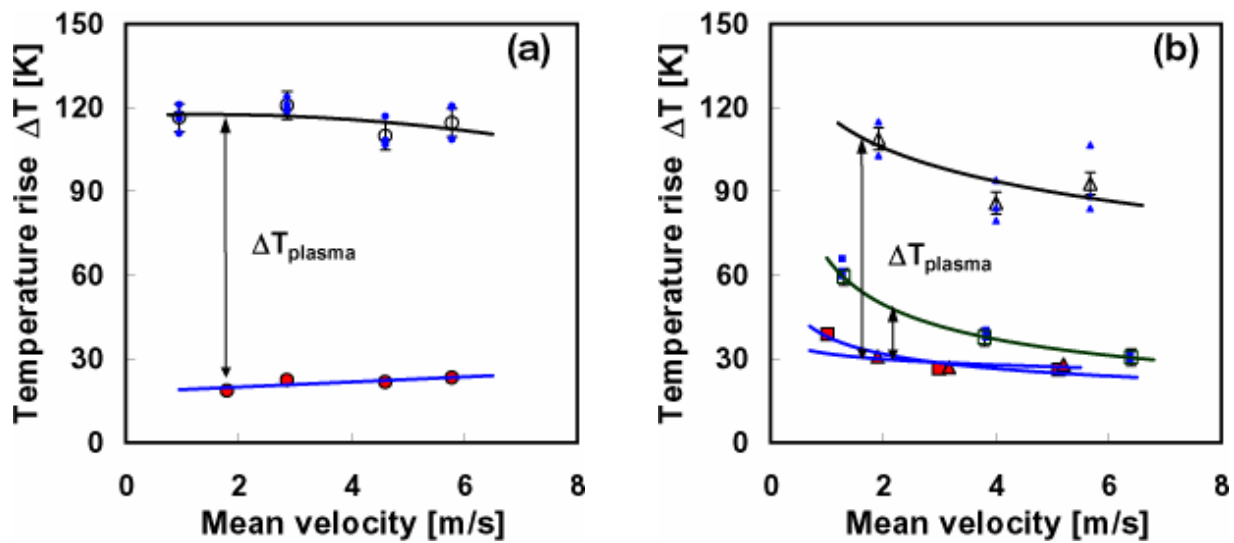 (a)
Temperature rise ΔT [K]
150
120
90
60
30
0
ΔTplasma
0 2 4 6 8
Mean velocity [m/s]
(b)
Temperature rise ΔT [K]
150
120
90
60
30
0
ΔTplasma
0 2 4 6 8
Mean velocity [m/s]